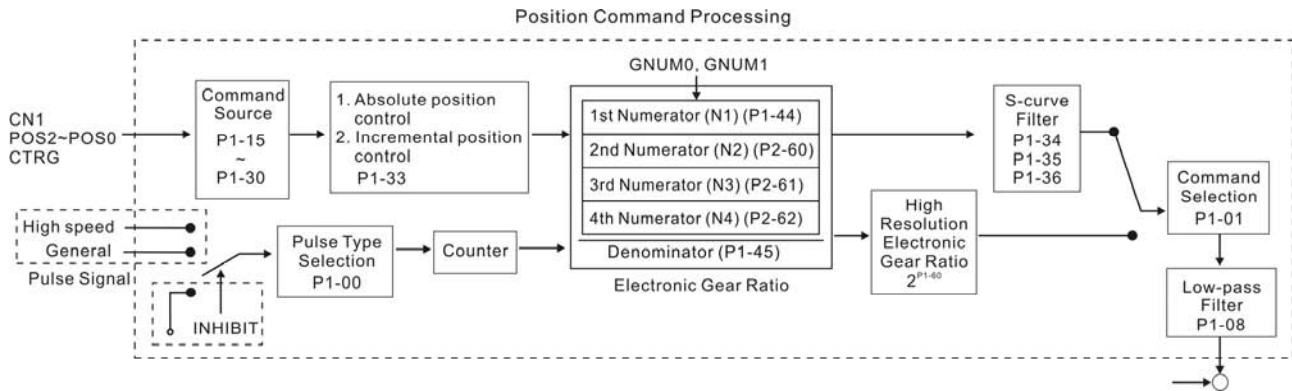 Position Command Processing
GNUM0, GNUM1
CN1
POS2~POS0
CTRG
Command
Source
P1-15
~
P1-30
1. Absolute position
control
2. Incremental position
control
P1-33
1st Numerator (N1) (P1-44)
2nd Numerator (N2) (P2-60)
3rd Numerator (N3) (P2-61)
4th Numerator (N4) (P2-62)
Denominator (P1-45)
Electronic Gear Ratio
S-curve
Filter
P1-34
P1-35
P1-36
Command
Selection
P1-01
High speed
General
Pulse Signal
INHIBIT
Pulse Type
Selection
P1-00
Counter
High
Resolution
Electronic
Gear Ratio
2^P1-60
Low-pass
Filter
P1-08